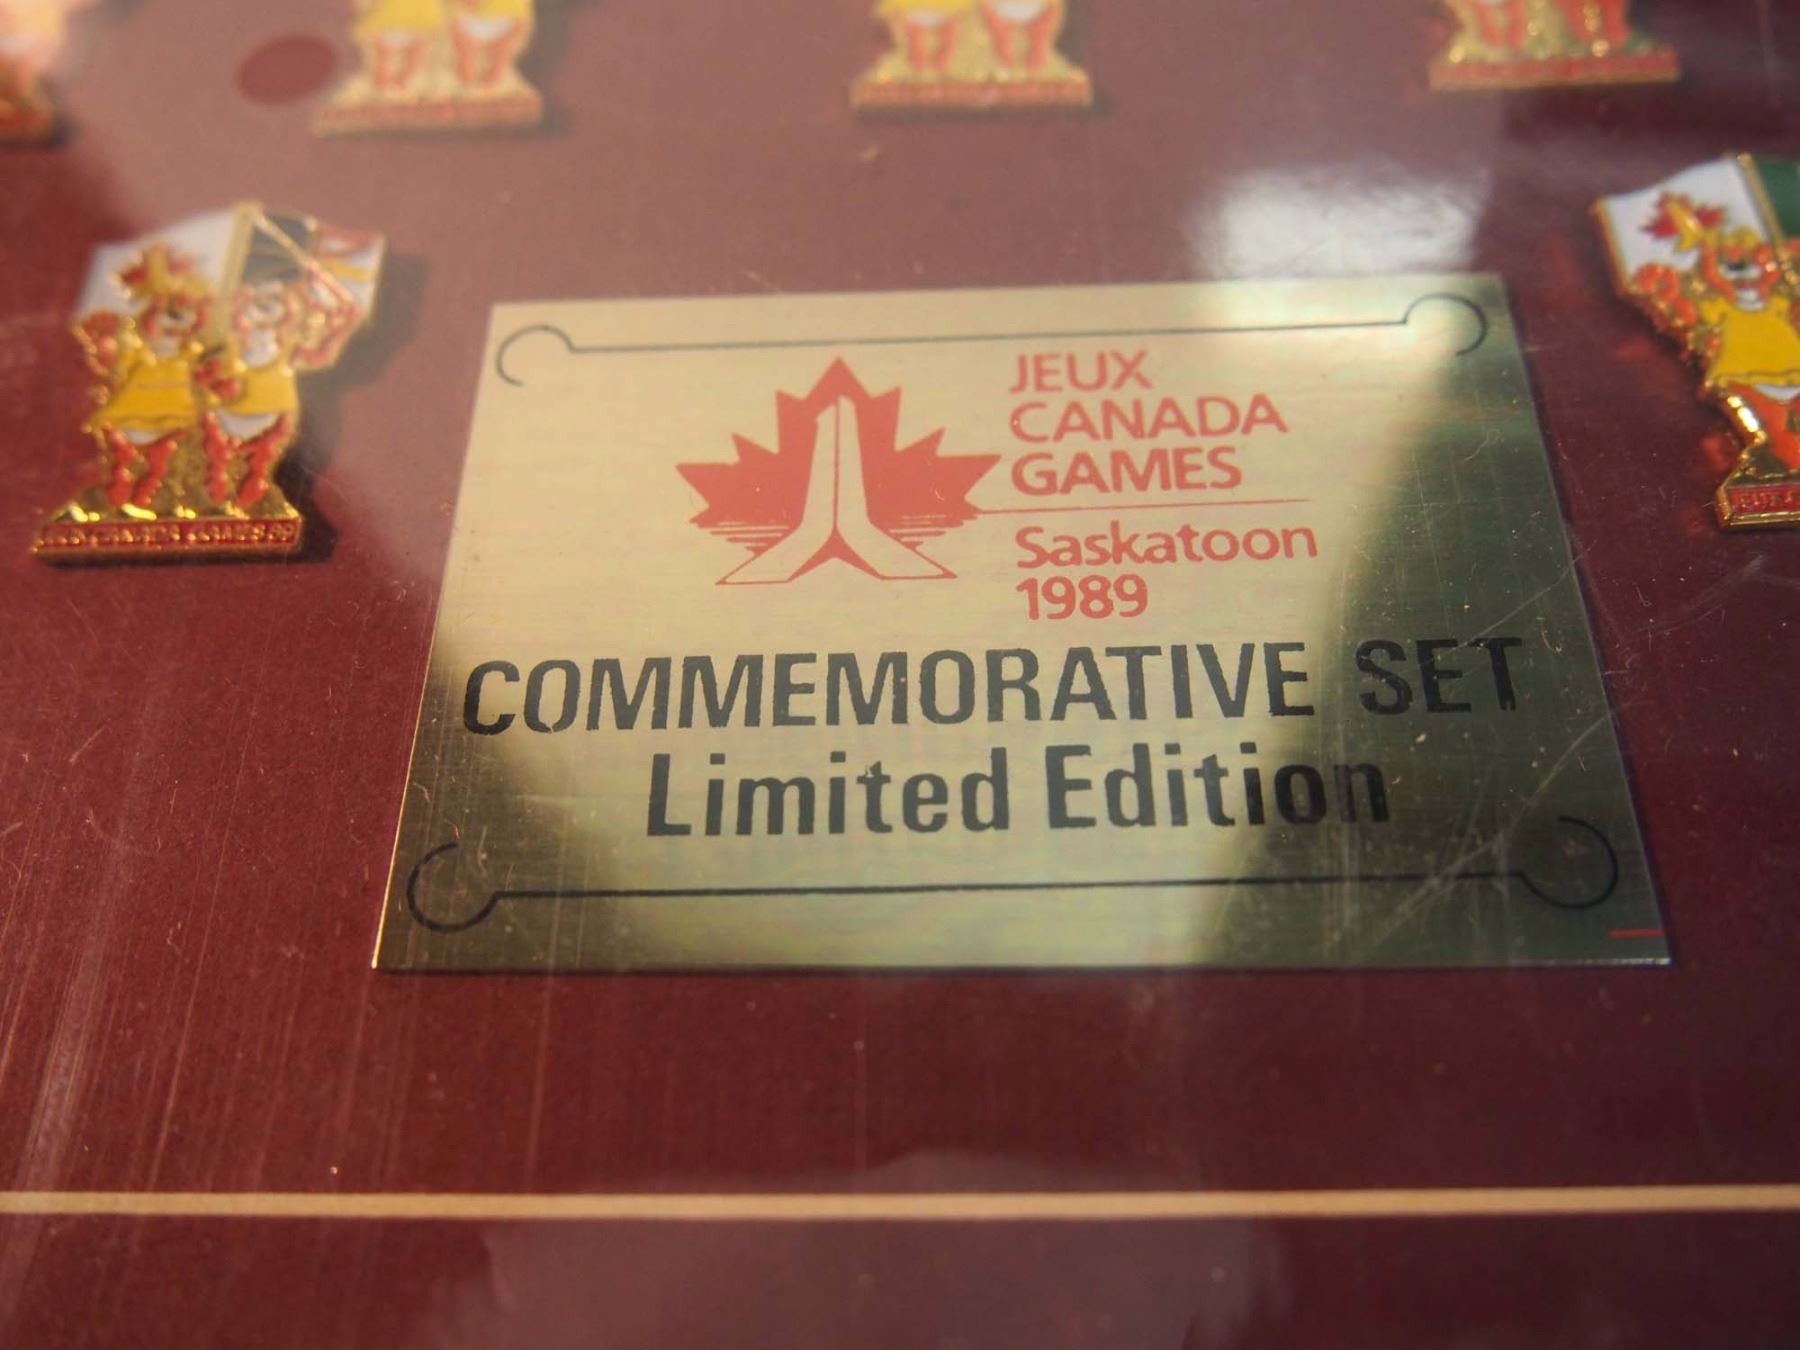 JEUX
CANADA
GAMES
Saskatoon
1989
COMMEMORATIVE SET
Limited Edition